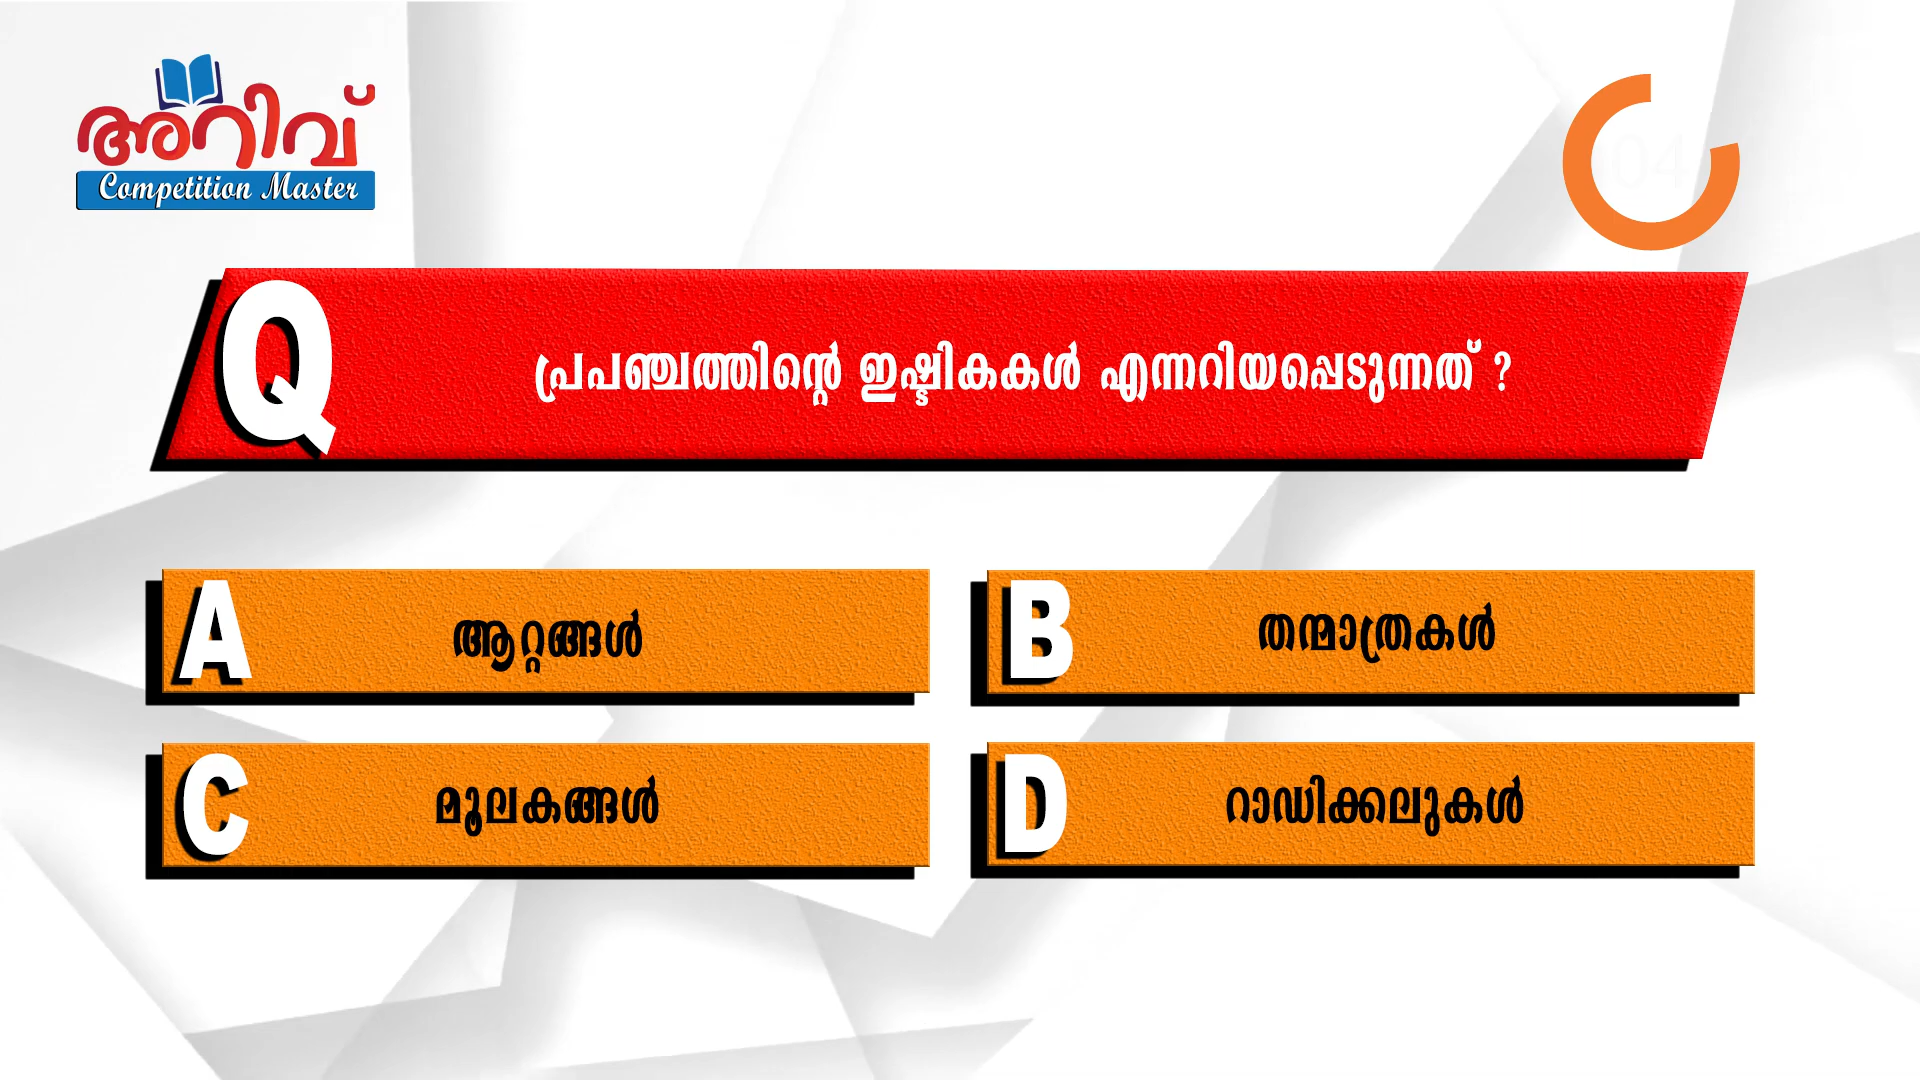 അറിവ്
Competition Master
04
Q
പ്രപഞ്ചത്തിന്റെ ഇഷ്ടികകൾ എന്നറിയപ്പെടുന്നത് ?
A ആറ്റങ്ങൾ
B തന്മാത്രകൾ
C മൂലകങ്ങൾ
D റാഡിക്കലുകൾ